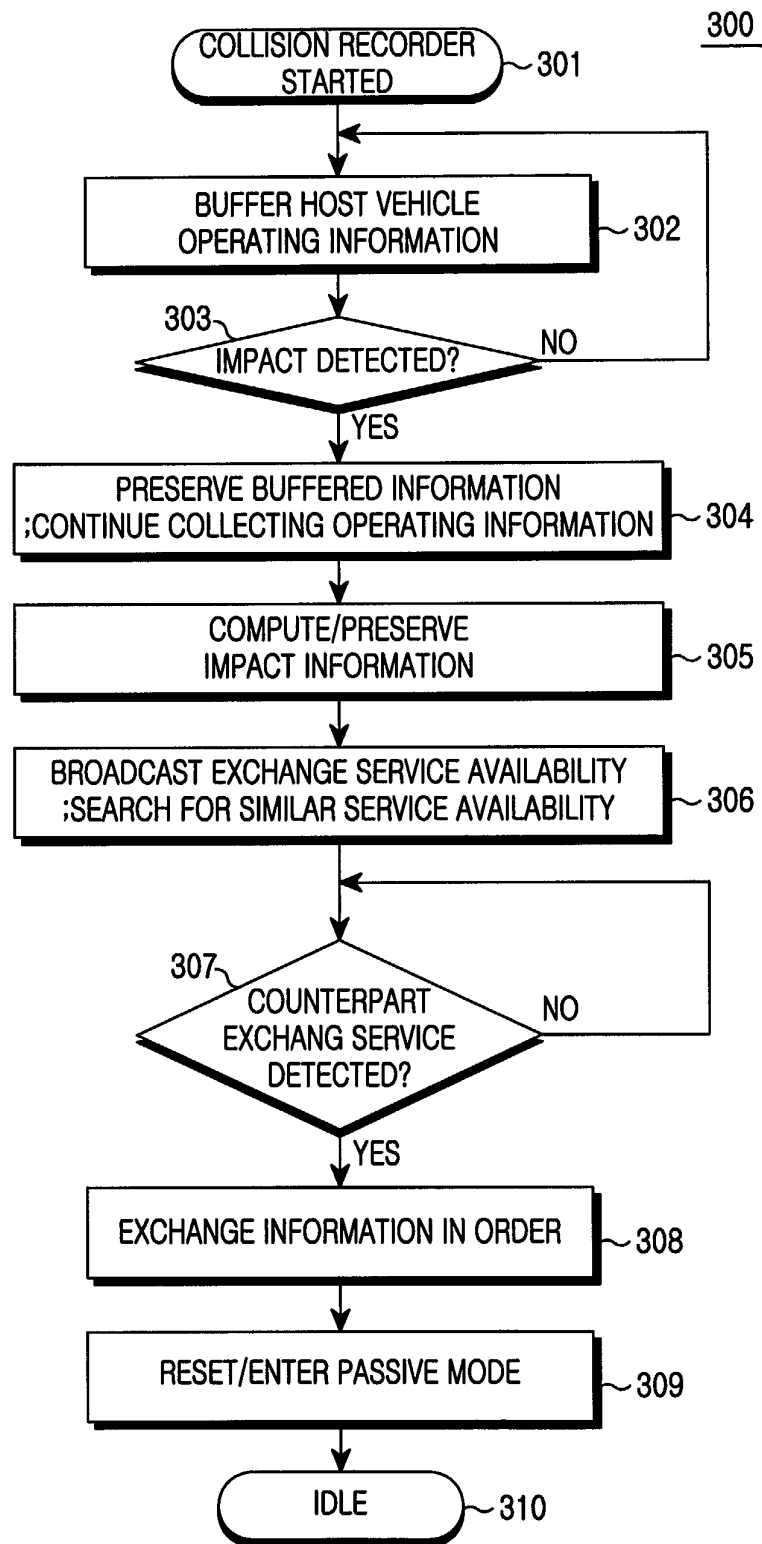 300
COLLISION RECORDER
STARTED
301
BUFFER HOST VEHICLE
OPERATING INFORMATION
302
303
IMPACT DETECTED?
NO
YES
PRESERVE BUFFERED INFORMATION
;CONTINUE COLLECTING OPERATING INFORMATION
304
COMPUTE/PRESERVE
IMPACT INFORMATION
305
BROADCAST EXCHANGE SERVICE AVAILABILITY
;SEARCH FOR SIMILAR SERVICE AVAILABILITY
306
307
COUNTERPART
EXCHANG SERVICE
DETECTED?
NO
YES
EXCHANGE INFORMATION IN ORDER
308
RESET/ENTER PASSIVE MODE
309
IDLE
310